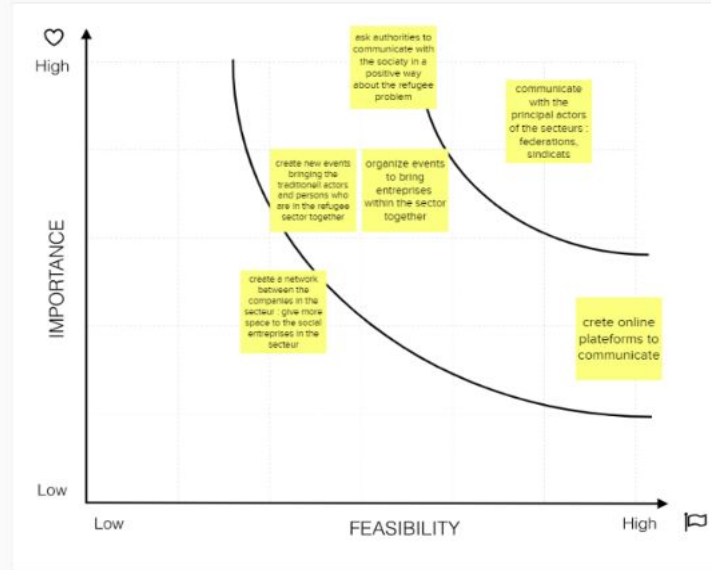 High
ask authorities to
communicate with
the society in a
positive way
about the refugee
problem
communicate
with the
principal actors
of the secteurs :
federations,
sindicats
create new events
bringing the
traditionell actors
and persons who
are in the refugee
sector together
organize events
to bring
entreprises
within the sector
together
IMPORTANCE
create a network
between the
companies in the
secteur : give more
space to the social
entreprises in the
secteur
crete online
plateforms to
communicate
Low
Low
FEASIBILITY
High